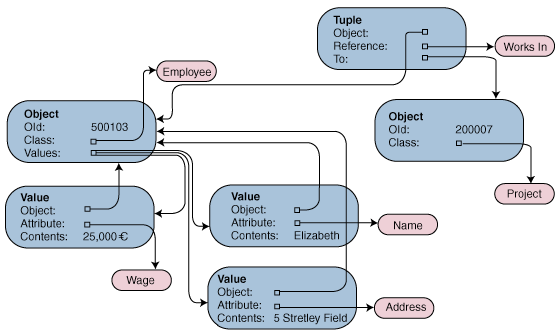 Tuple
Object:
Reference:
To:
Works In
Employee
Object
OId: 500103
Class:
Values:
Object
OId: 200007
Class:
Project
Value
Object:
Attribute:
Contents: 25,000 €
Wage
Value
Object:
Attribute:
Contents: Elizabeth
Name
Value
Object:
Attribute:
Contents: 5 Stretley Field
Address